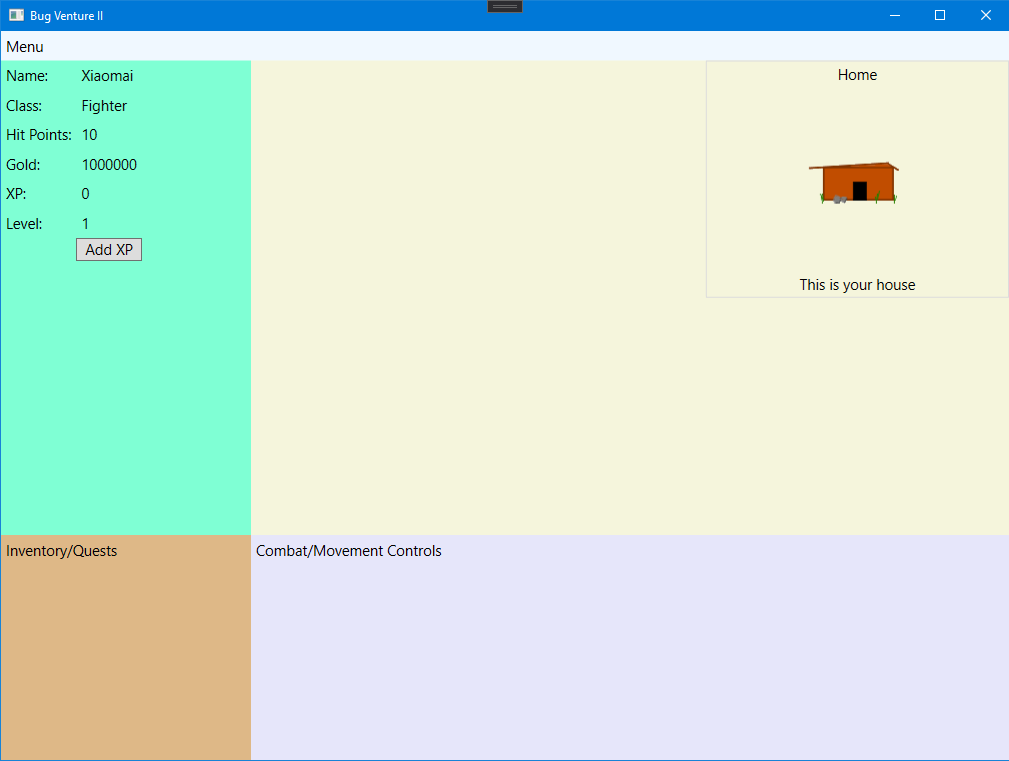 Bug Venture II
Menu
Name: Xiaomai
Class: Fighter
Hit Points: 10
Gold: 1000000
XP: 0
Level: 1
Add XP
Home
This is your house
Inventory/Quests
Combat/Movement Controls